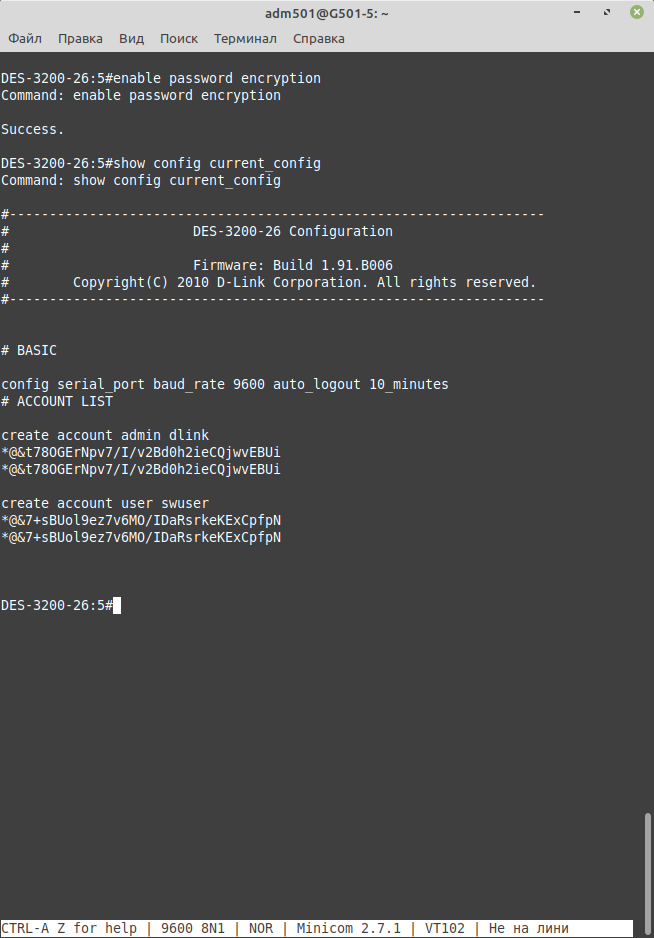 adm501@G501-5: ~
Файл Правка Вид Поиск Терминал Справка
DES-3200-26:5#enable password encryption
Command: enable password encryption
Success.
DES-3200-26:5#show config current_config
Command: show config current_config
#-------------------------------------------------------------------
# DES-3200-26 Configuration
#
# Firmware: Build 1.91.B006
# Copyright(C) 2010 D-Link Corporation. All rights reserved.
#-------------------------------------------------------------------
# BASIC
config serial_port baud_rate 9600 auto_logout 10_minutes
# ACCOUNT LIST
create account admin dlink
*@&t78OGErNpv7/I/v2Bd0h2ieCQjwvEBUi
*@&t78OGErNpv7/I/v2Bd0h2ieCQjwvEBUi
create account user swuser
*@&7+sBUol9ez7v6MO/IDaRsrkeKExCpfpN
*@&7+sBUol9ez7v6MO/IDaRsrkeKExCpfpN
DES-3200-26:5#
CTRL-A Z for help | 9600 8N1 | NOR | Minicom 2.7.1 | VT102 | Не на лини